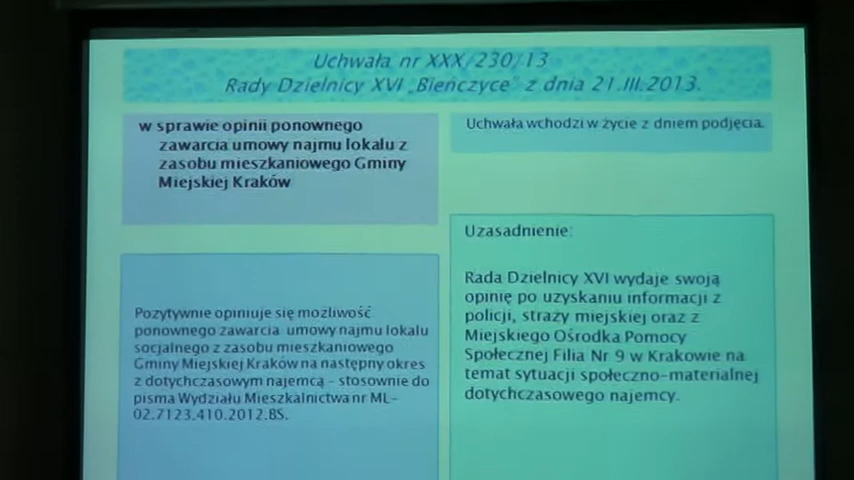 Uchwała nr XXX/230/13
Rady Dzielnicy XVI „Bieńczyce" z dnia 21.III.2013.
w sprawie opinii ponownego
zawarcia umowy najmu lokalu z
zasobu mieszkaniowego Gminy
Miejskiej Kraków
Pozytywnie opiniuje się możliwość
ponownego zawarcia umowy najmu lokalu
socjalnego z zasobu mieszkaniowego
Gminy Miejskiej Kraków na następny okres
z dotychczasowym najemcą - stosownie do
pisma Wydziału Mieszkalnictwa nr ML-
02.7123.410.2012.BS.
Uchwała wchodzi w życie z dniem podjęcia.
Uzasadnienie:
Rada Dzielnicy XVI wydaje swoją
opinię po uzyskaniu informacji z
policji, straży miejskiej oraz z
Miejskiego Ośrodka Pomocy
Społecznej Filia Nr 9 w Krakowie na
temat sytuacji społeczno-materialnej
dotychczasowego najemcy.